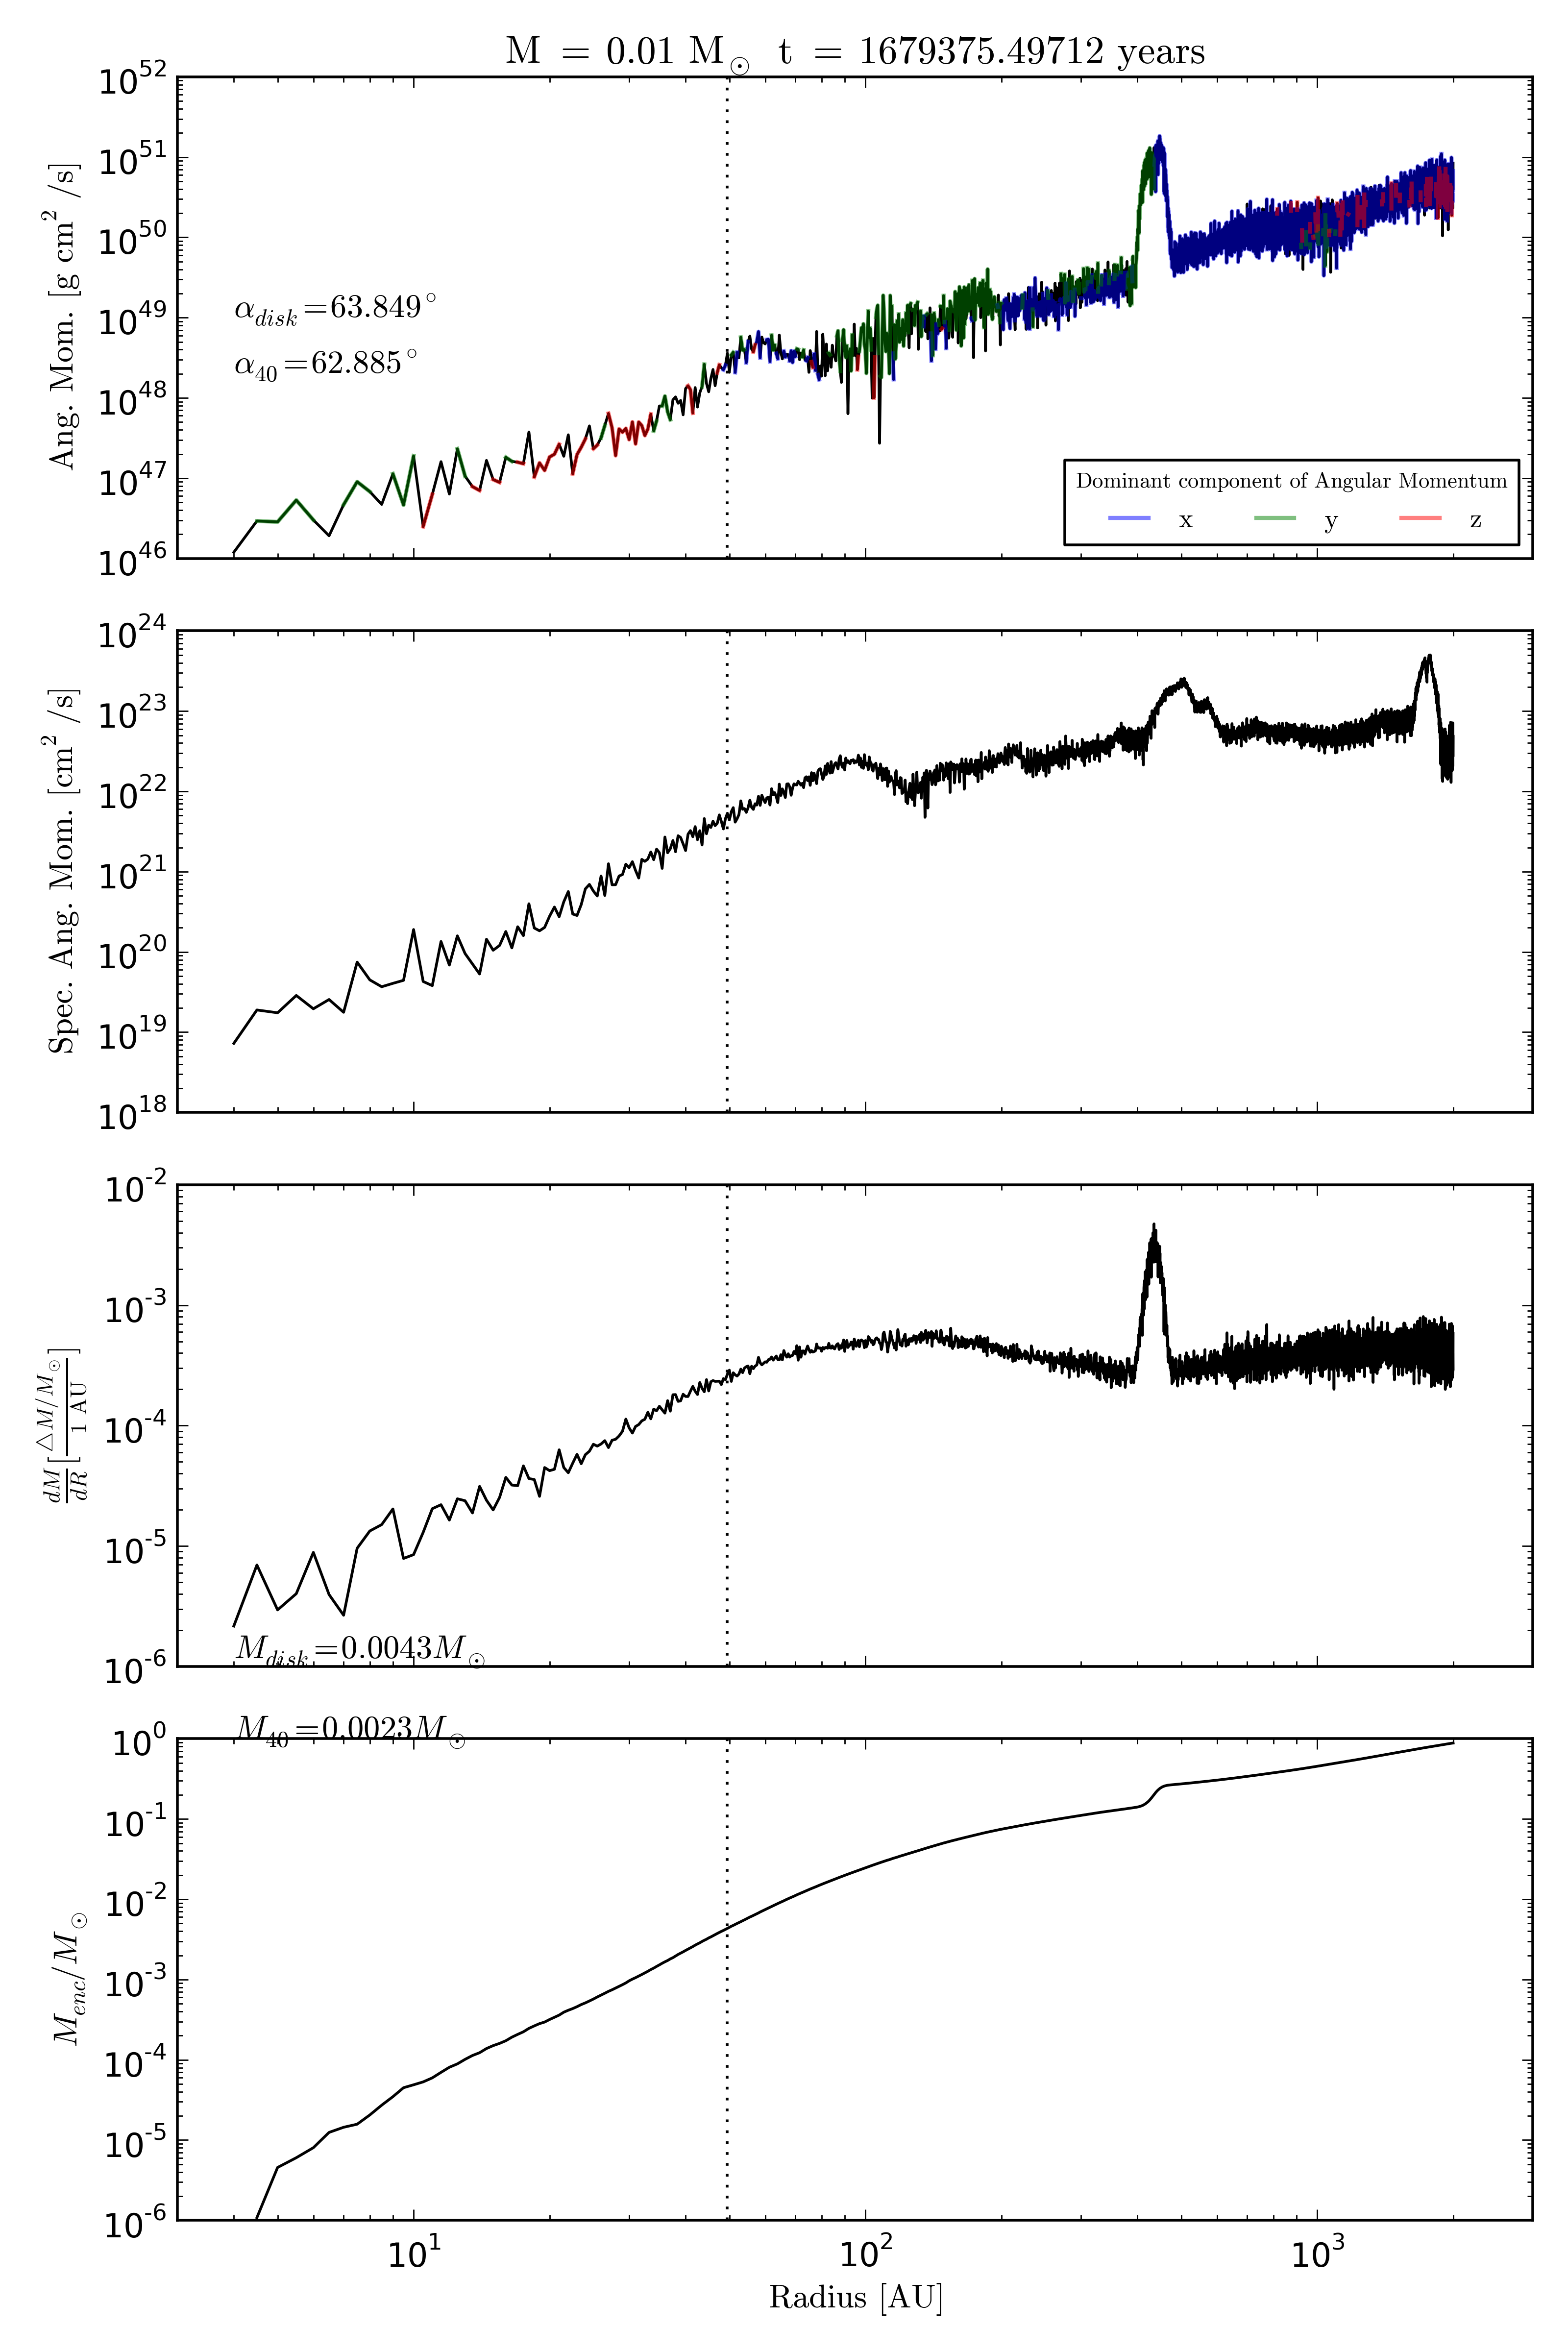 M = 0.01 M⊙ t = 1679375.49712 years
10^52
10^51
10^50
10^49
10^48
10^47
10^46
Ang. Mom. [g cm^2 /s]
α_disk=63.849°
α_40=62.885°
Dominant component of Angular Momentum
x y z
10^24
10^23
10^22
10^21
10^20
10^19
10^18
Spec. Ang. Mom. [cm^2 /s]
10^-2
10^-3
10^-4
10^-5
10^-6
dM/dR [△M/M⊙ / 1 AU]
M_disk=0.0043M⊙
M_40=0.0023M⊙
10^0
10^-1
10^-2
10^-3
10^-4
10^-5
10^-6
M_enc/M⊙
10^1 10^2 10^3
Radius [AU]